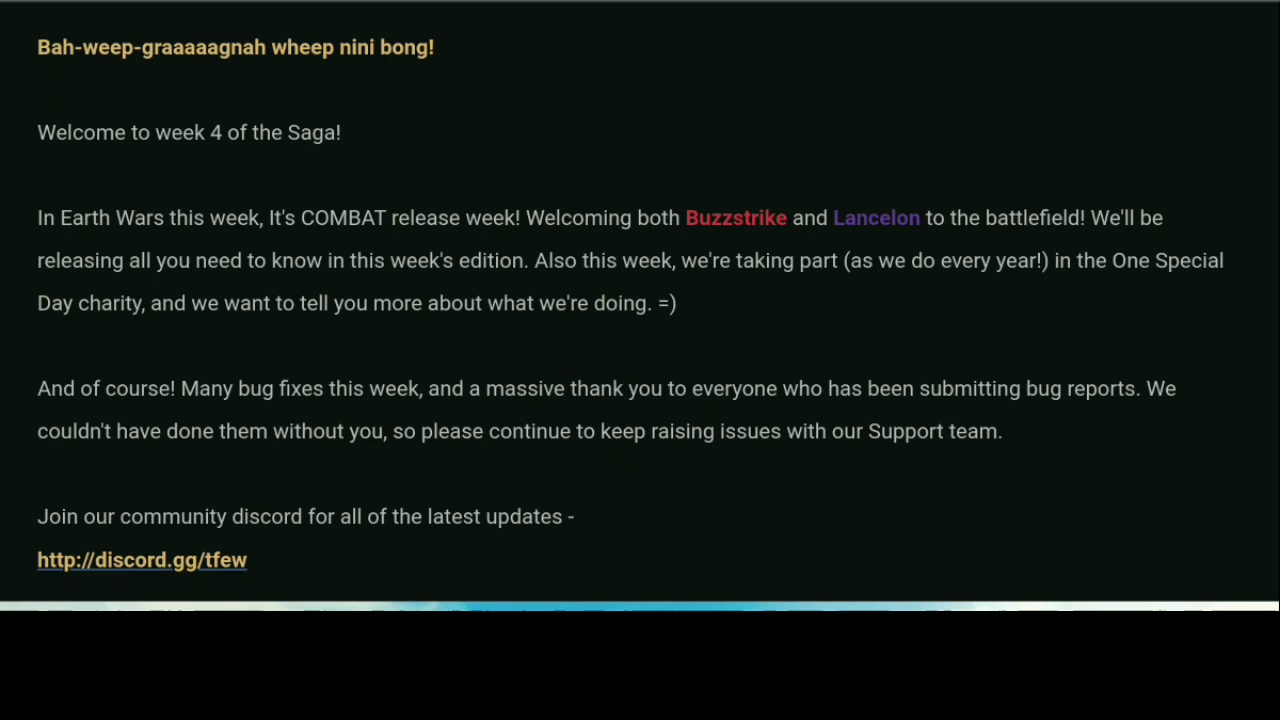 Bah-weep-graaaaagnah wheep nini bong!
Welcome to week 4 of the Saga!
In Earth Wars this week, It's COMBAT release week! Welcoming both Buzzstrike and Lancelon to the battlefield! We'll be
releasing all you need to know in this week's edition. Also this week, we're taking part (as we do every year!) in the One Special
Day charity, and we want to tell you more about what we're doing. =)
And of course! Many bug fixes this week, and a massive thank you to everyone who has been submitting bug reports. We
couldn't have done them without you, so please continue to keep raising issues with our Support team.
Join our community discord for all of the latest updates -
http://discord.gg/tfew